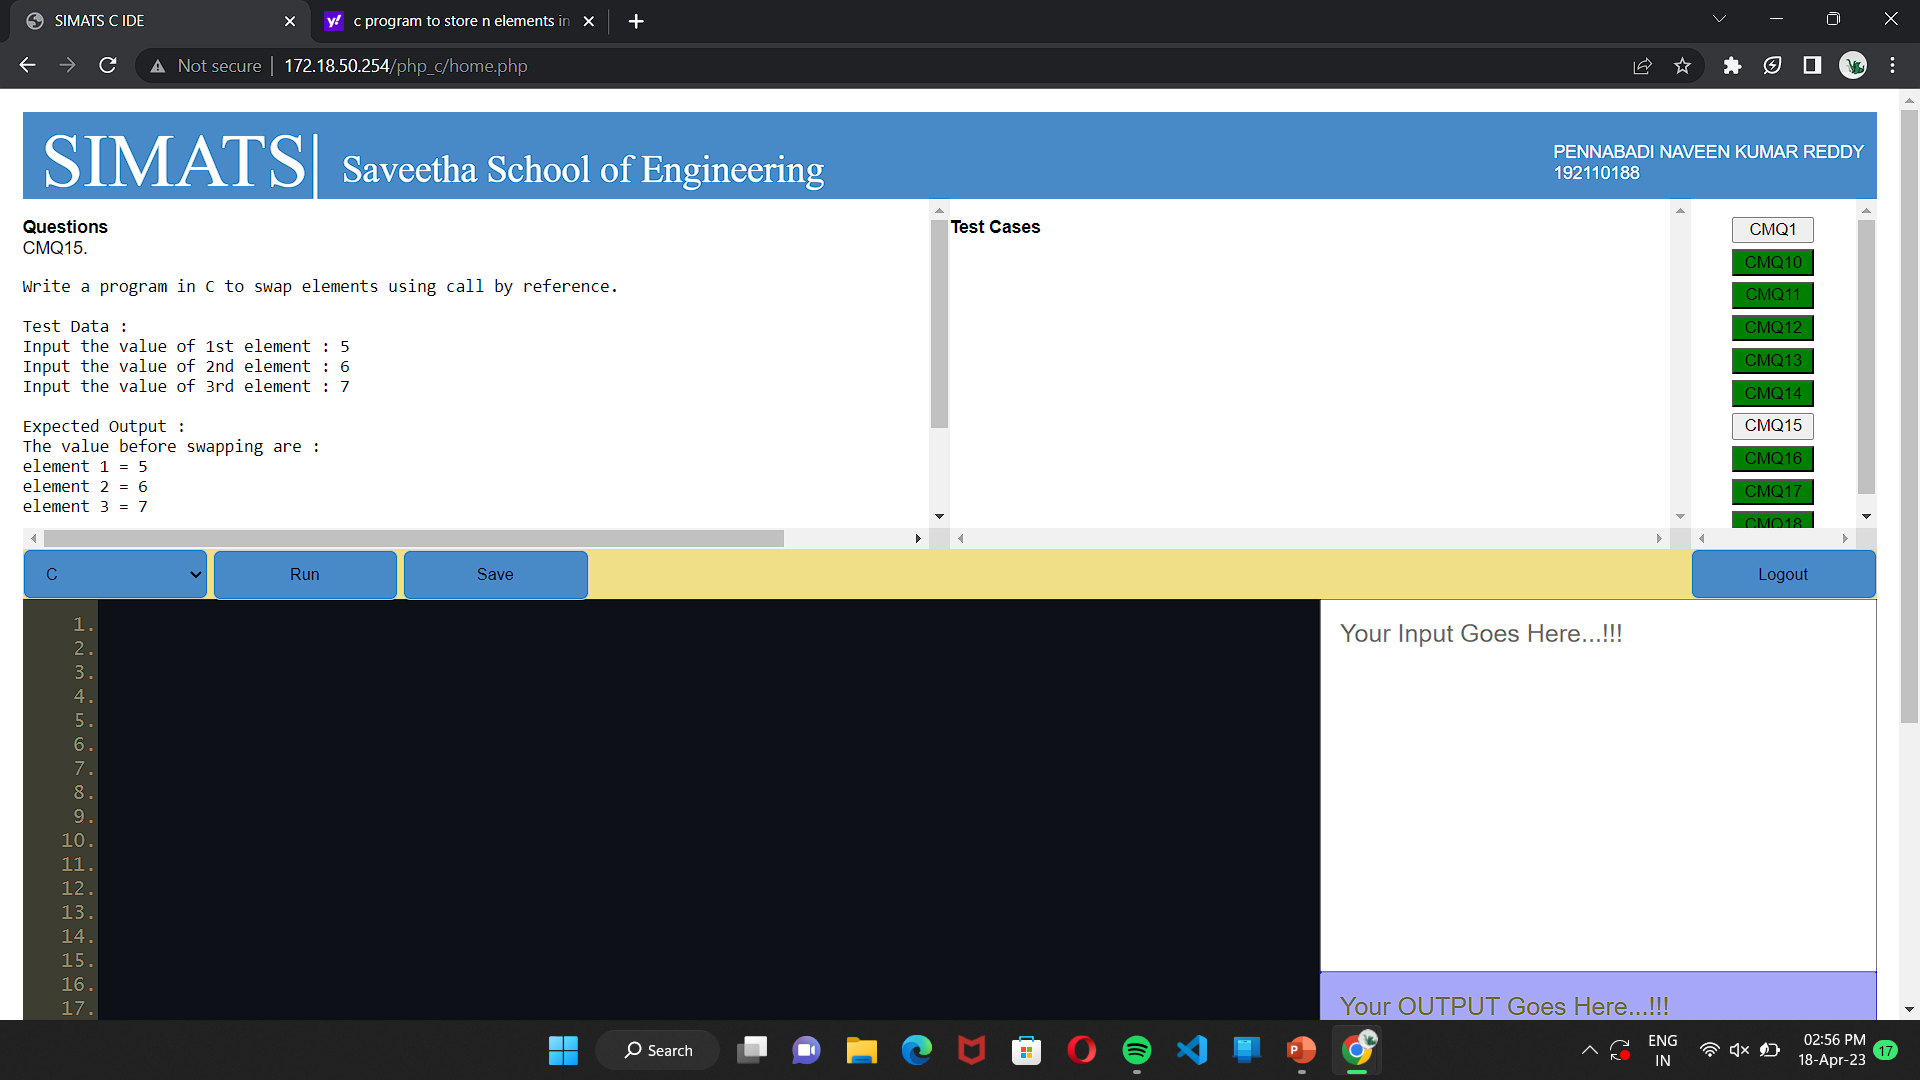 SIMATS C IDE
c program to store n elements in
Not secure
172.18.50.254/php_c/home.php
SIMATS|
Saveetha School of Engineering
PENNABADI NAVEEN KUMAR REDDY
192110188
Questions
CMQ15.
Write a program in C to swap elements using call by reference.
Test Data :
Input the value of 1st element : 5
Input the value of 2nd element : 6
Input the value of 3rd element : 7
Expected Output :
The value before swapping are :
element 1 = 5
element 2 = 6
element 3 = 7
Test Cases
CMQ1
CMQ10
CMQ11
CMQ12
CMQ13
CMQ14
CMQ15
CMQ16
CMQ17
CMQ18
C
Run
Save
Logout
1.
2.
3.
4.
5.
6.
7.
8.
9.
10.
11.
12.
13.
14.
15.
16.
17.
Your Input Goes Here...!!!
Your OUTPUT Goes Here...!!!
Search
ENG
IN
02:56 PM
18-Apr-23
17